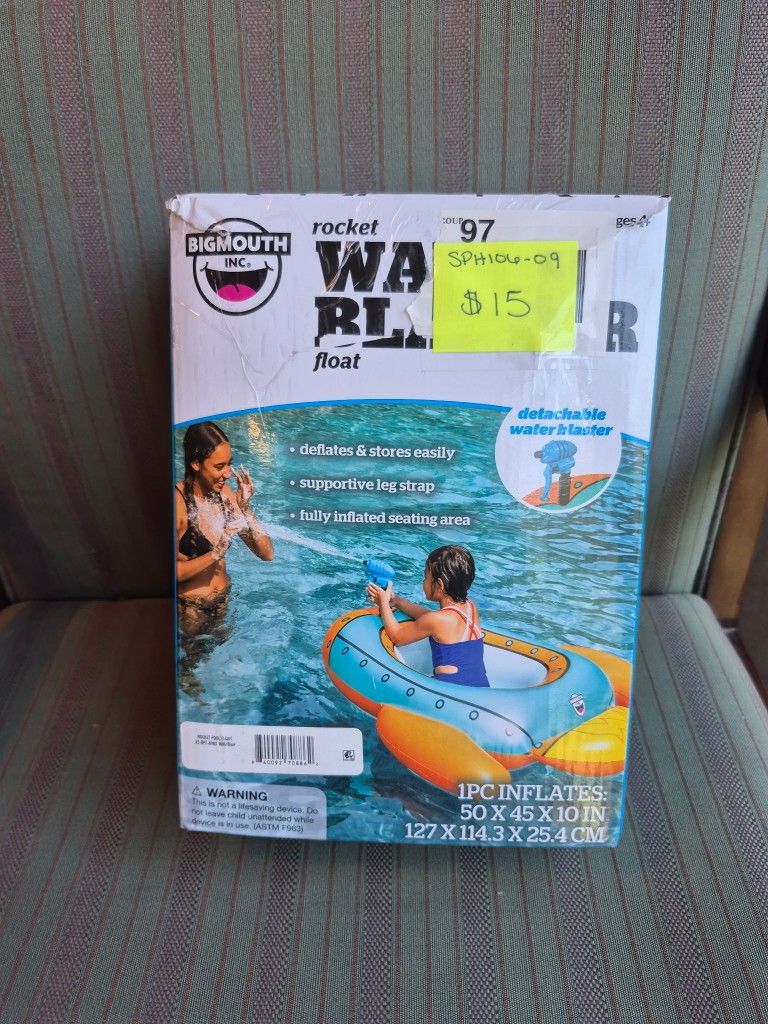 BIGMOUTH
INC®
rocket
WA
BLA R
float
97
SPH106-09
$15
ges 4+
detachable
water blaster
• deflates & stores easily
• supportive leg strap
• fully inflated seating area
⚠ WARNING
This is not a lifesaving device. Do
not leave child unattended while
device is in use. (ASTM F963)
1PC INFLATES:
50 X 45 X 10 IN
127 X 114.3 X 25.4 CM